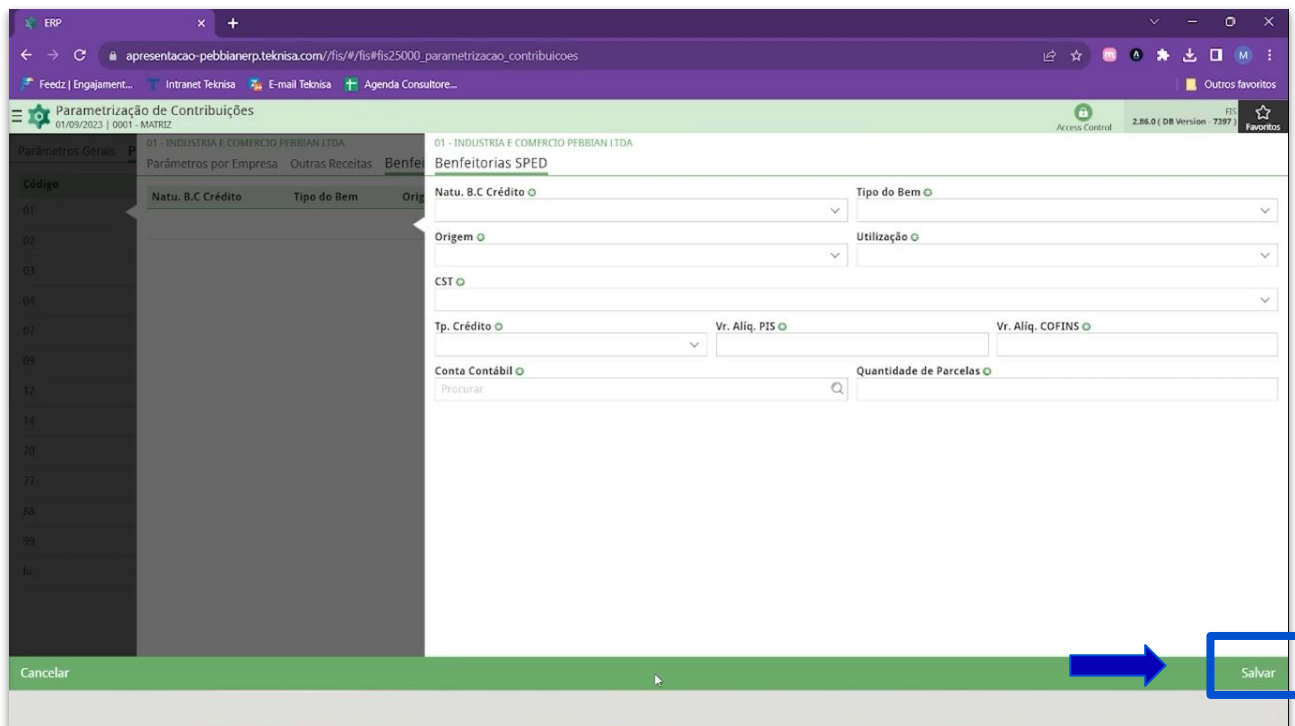 ERP
apresentacao-pebbianerp.teknisa.com//fis/#/fis#fis25000_parametrizacao_contribuicoes
M
Feedz | Engajament... Intranet Teknisa E-mail Teknisa Agenda Consultore... Outros favoritos
Parametrização de Contribuições
01/09/2023 | 0001 - MATRIZ
Access Control
FIS
2.86.0 ( DB Version - 7397 )
Favoritos
Parâmetros Gerais P
Código
01
02
03
04
07
09
12
14
70
77
88
99
01 - INDUSTRIA E COMERCIO PEBBIAN LTDA
Parâmetros por Empresa Outras Receitas Benfei
Natu. B.C Crédito Tipo do Bem Orig
01 - INDUSTRIA E COMERCIO PEBBIAN LTDA
Benfeitorias SPED
Natu. B.C Crédito Tipo do Bem
Origem Utilização
CST
Tp. Crédito Vr. Alíq. PIS Vr. Alíq. COFINS
Conta Contábil Quantidade de Parcelas
Procurar
Cancelar Salvar